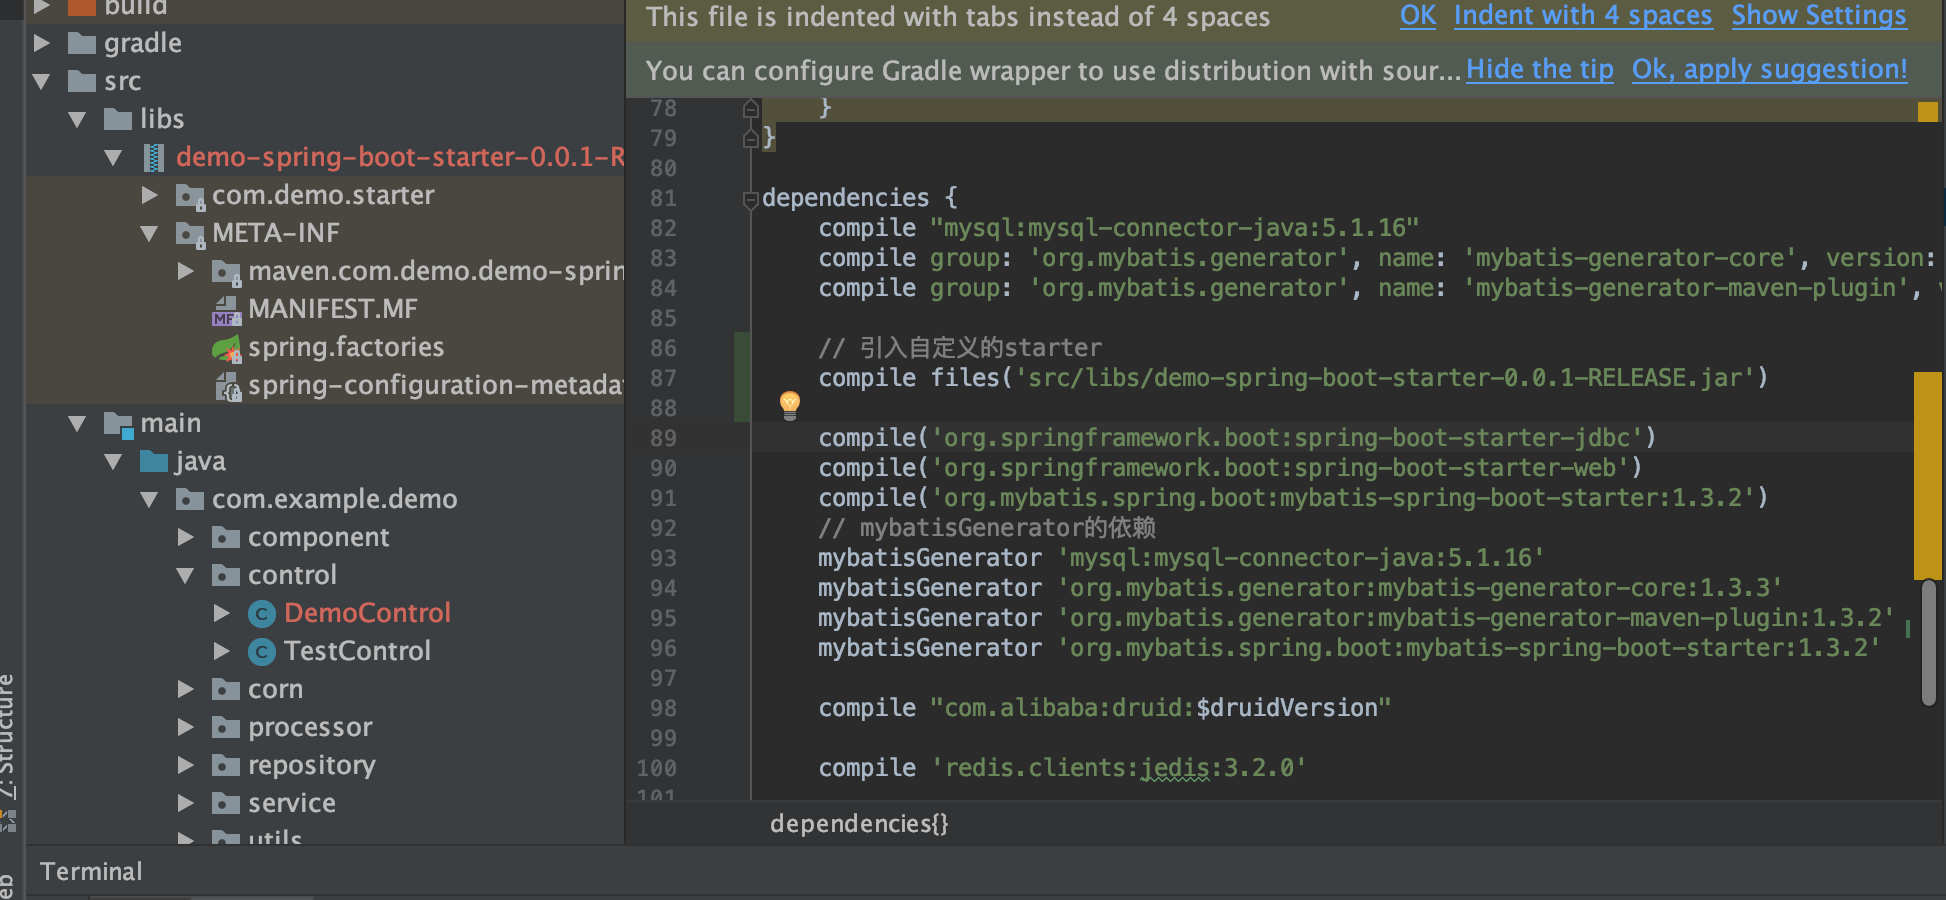 build
gradle
src
libs
demo-spring-boot-starter-0.0.1-R
com.demo.starter
META-INF
maven.com.demo.demo-sprin
MANIFEST.MF
spring.factories
spring-configuration-metada
main
java
com.example.demo
component
control
DemoControl
TestControl
corn
processor
repository
service
utils
Z: Structure
eb
This file is indented with tabs instead of 4 spaces OK Indent with 4 spaces Show Settings
You can configure Gradle wrapper to use distribution with sour... Hide the tip Ok, apply suggestion!
78 }
79 }
80
81 dependencies {
82 compile "mysql:mysql-connector-java:5.1.16"
83 compile group: 'org.mybatis.generator', name: 'mybatis-generator-core', version:
84 compile group: 'org.mybatis.generator', name: 'mybatis-generator-maven-plugin',
85
86 // 引入自定义的starter
87 compile files('src/libs/demo-spring-boot-starter-0.0.1-RELEASE.jar')
88
89 compile('org.springframework.boot:spring-boot-starter-jdbc')
90 compile('org.springframework.boot:spring-boot-starter-web')
91 compile('org.mybatis.spring.boot:mybatis-spring-boot-starter:1.3.2')
92 // mybatisGenerator的依赖
93 mybatisGenerator 'mysql:mysql-connector-java:5.1.16'
94 mybatisGenerator 'org.mybatis.generator:mybatis-generator-core:1.3.3'
95 mybatisGenerator 'org.mybatis.generator:mybatis-generator-maven-plugin:1.3.2'
96 mybatisGenerator 'org.mybatis.spring.boot:mybatis-spring-boot-starter:1.3.2'
97
98 compile "com.alibaba:druid:$druidVersion"
99
100 compile 'redis.clients:jedis:3.2.0'
101
dependencies{}
Terminal